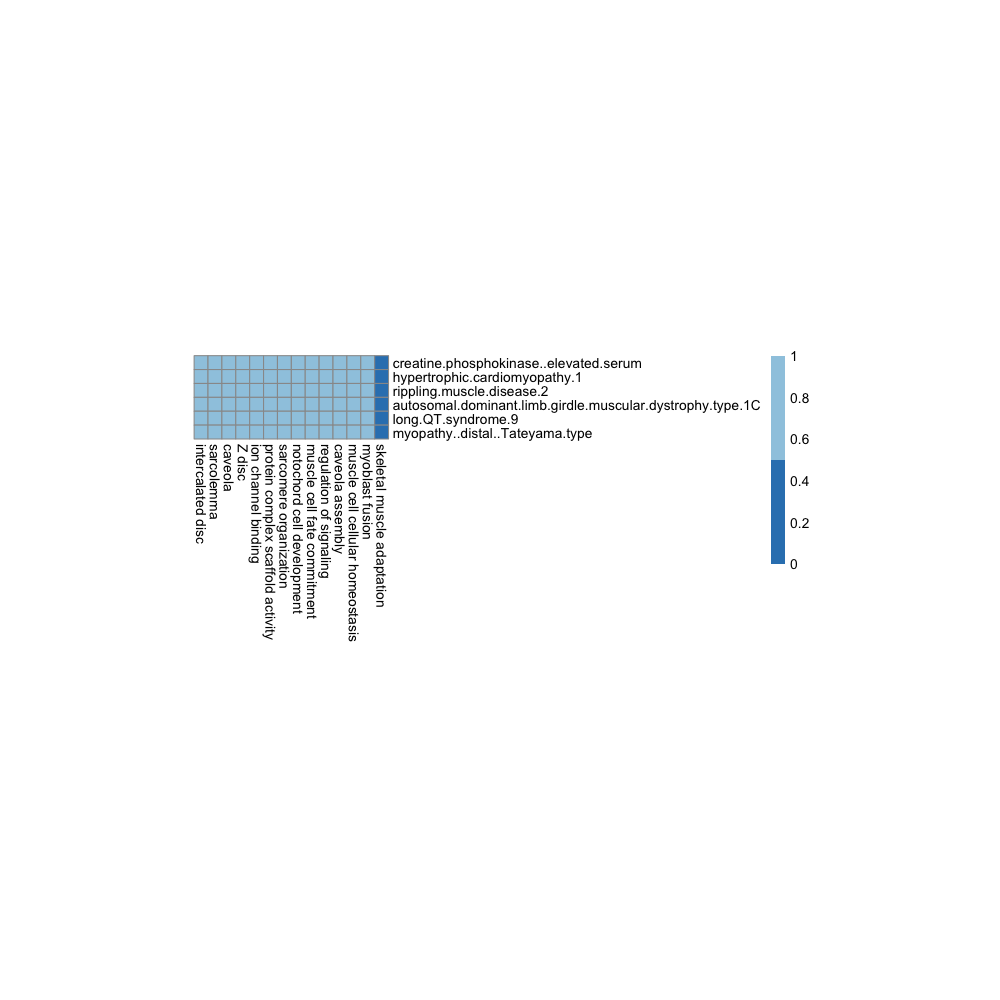 creatine.phosphokinase..elevated.serum
hypertrophic.cardiomyopathy.1
rippling.muscle.disease.2
autosomal.dominant.limb.girdle.muscular.dystrophy.type.1C
long.QT.syndrome.9
myopathy..distal..Tateyama.type
intercalated disc
sarcolemma
caveola
Z disc
ion channel binding
protein complex scaffold activity
sarcomere organization
notochord cell development
muscle cell fate commitment
regulation of signaling
caveola assembly
muscle cell cellular homeostasis
myoblast fusion
skeletal muscle adaptation
1
0.8
0.6
0.4
0.2
0